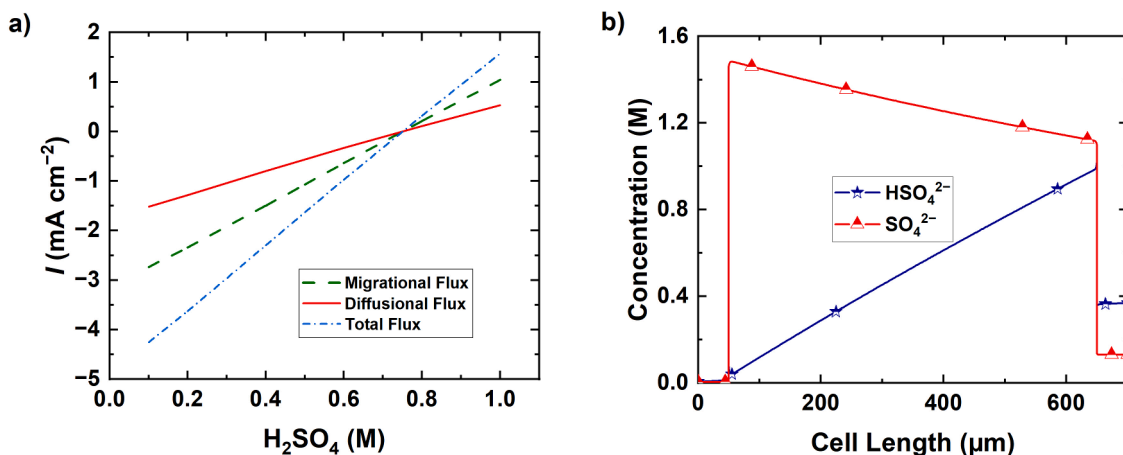 a)
I (mA cm⁻²)
2
1
0
−1
−2
−3
−4
−5
Migrational Flux
Diffusional Flux
Total Flux
0.0 0.2 0.4 0.6 0.8 1.0
H₂SO₄ (M)
b)
Concentration (M)
1.6
1.2
0.8
0.4
0.0
HSO₄²⁻
SO₄²⁻
0 200 400 600
Cell Length (µm)